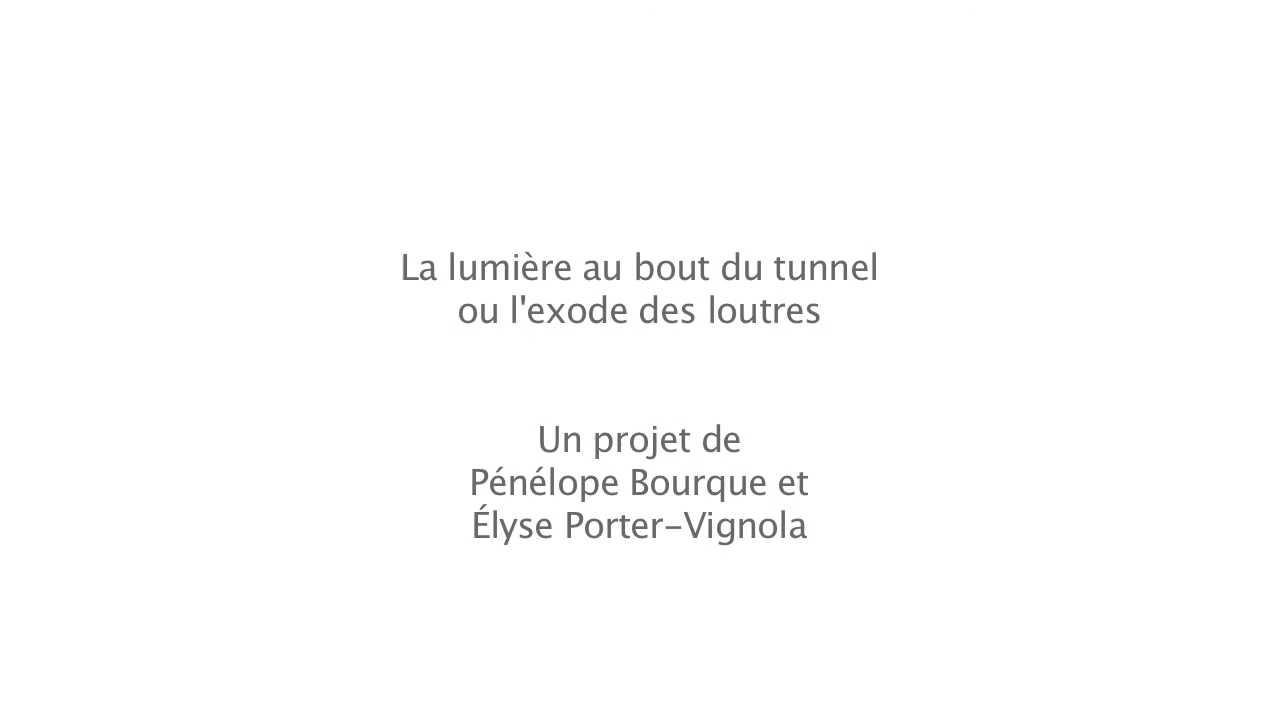 La lumière au bout du tunnel
ou l'exode des loutres
Un projet de
Pénélope Bourque et
Élyse Porter-Vignola